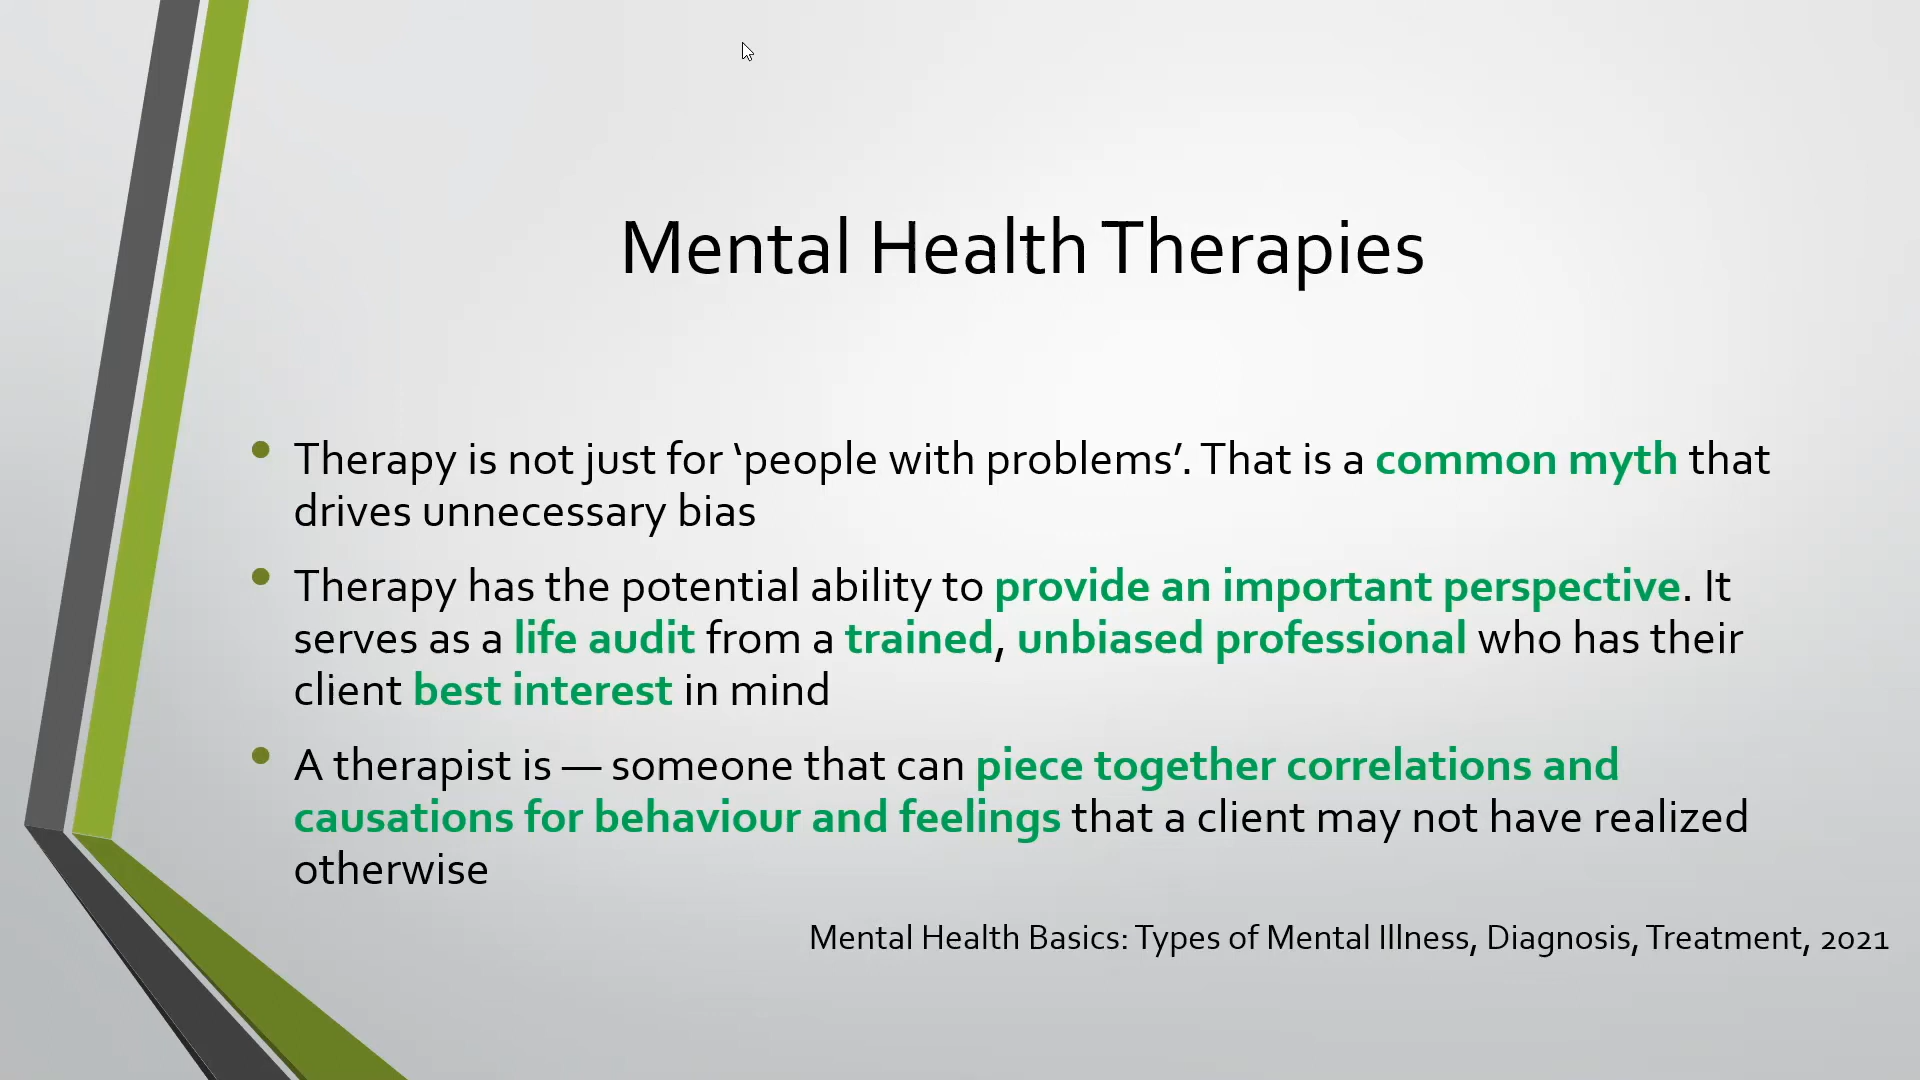 Mental Health Therapies
• Therapy is not just for ‘people with problems’. That is a common myth that
drives unnecessary bias
• Therapy has the potential ability to provide an important perspective. It
serves as a life audit from a trained, unbiased professional who has their
client best interest in mind
• A therapist is — someone that can piece together correlations and
causations for behaviour and feelings that a client may not have realized
otherwise
Mental Health Basics: Types of Mental Illness, Diagnosis, Treatment, 2021